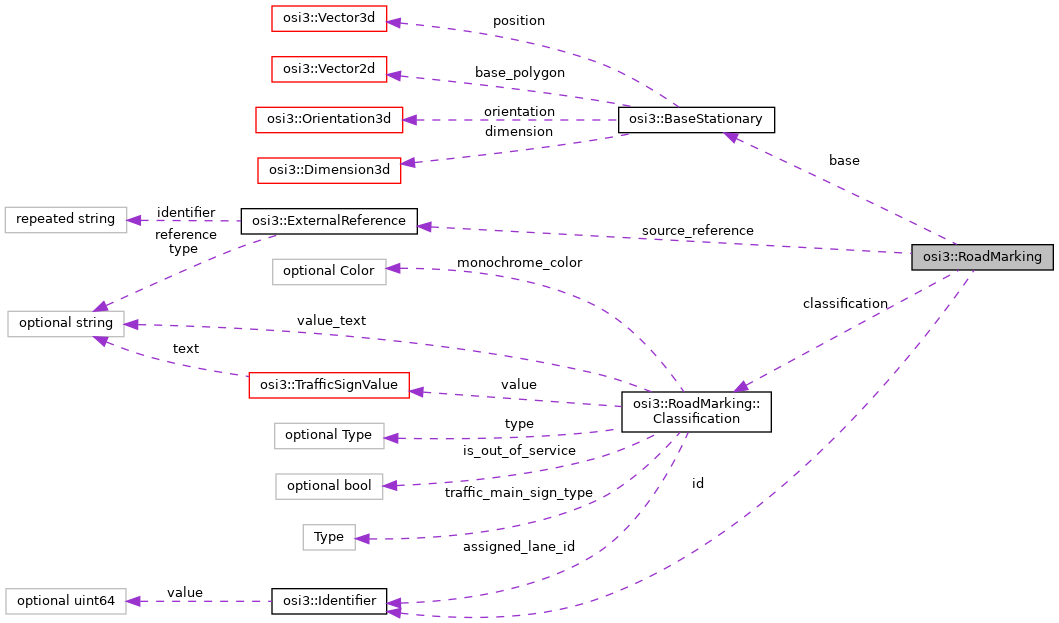 osi3::Vector3d
position
osi3::Vector2d
base_polygon
orientation
osi3::Orientation3d
osi3::BaseStationary
dimension
base
osi3::Dimension3d
identifier
repeated string
osi3::ExternalReference
reference
type
source_reference
osi3::RoadMarking
optional Color
monochrome_color
classification
optional string
value_text
text
osi3::TrafficSignValue
value
osi3::RoadMarking::
Classification
type
optional Type
is_out_of_service
optional bool
traffic_main_sign_type
id
Type
assigned_lane_id
optional uint64
value
osi3::Identifier